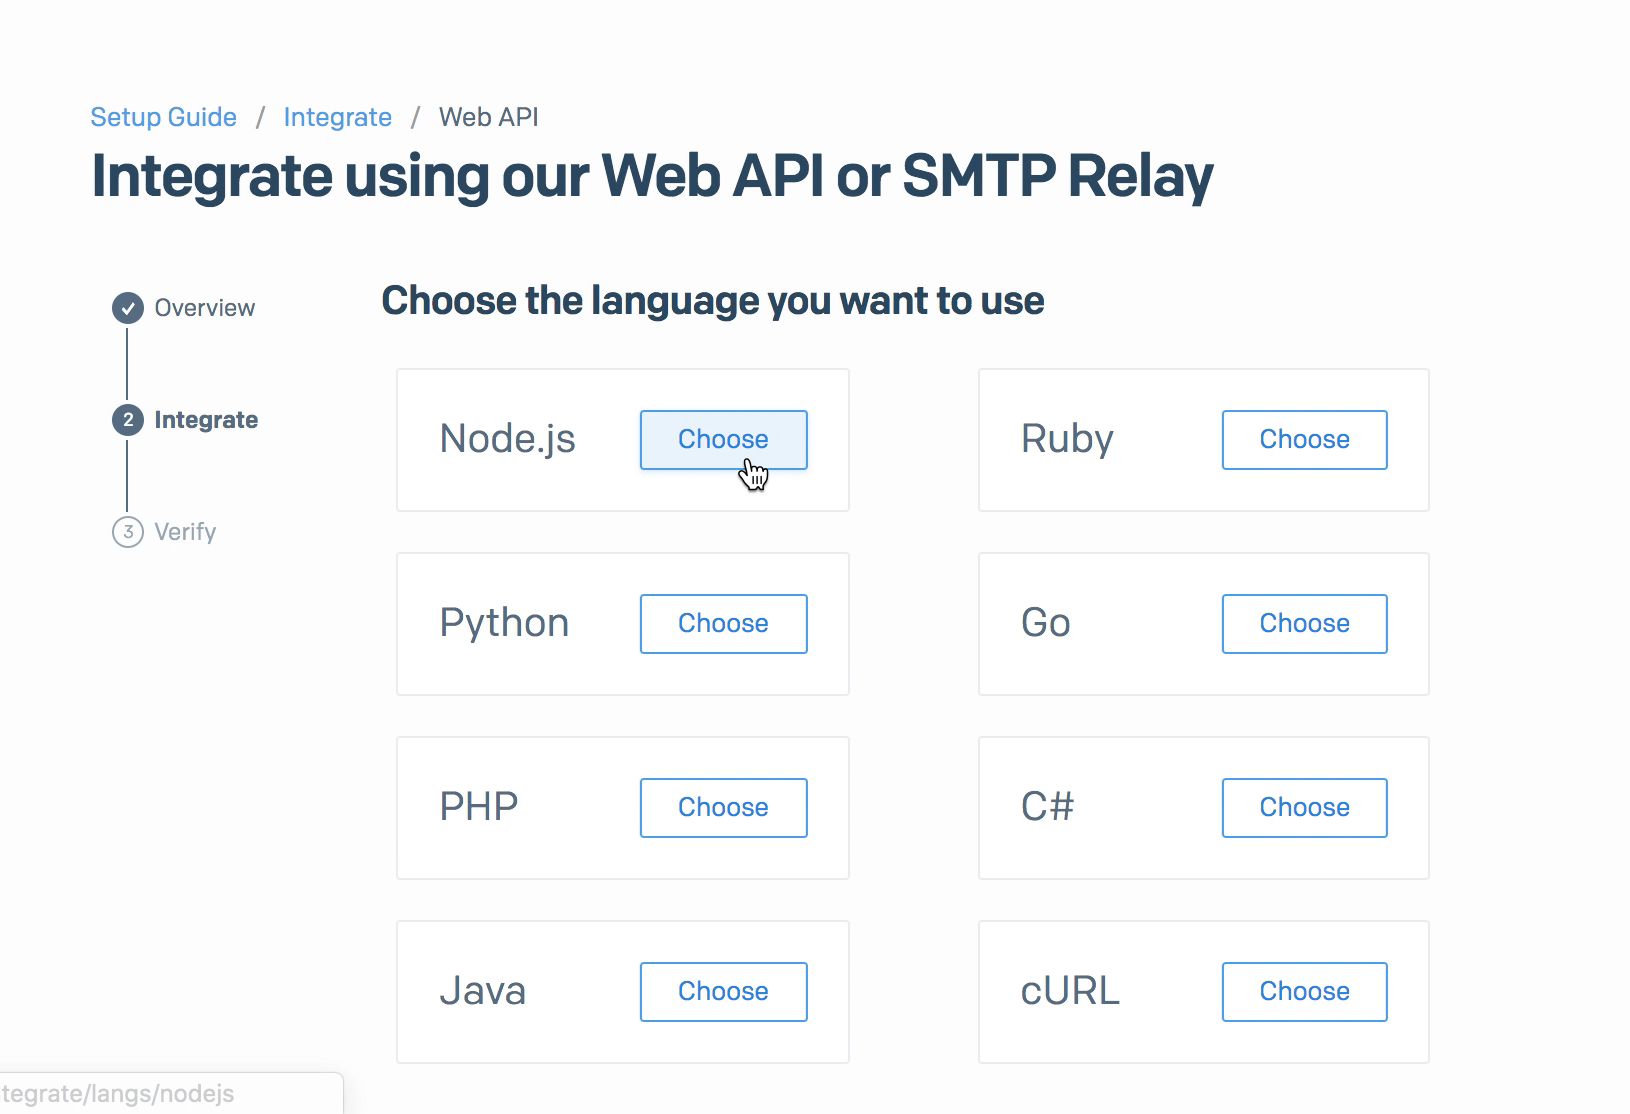 Setup Guide / Integrate / Web API
Integrate using our Web API or SMTP Relay
Overview
2 Integrate
3 Verify
Choose the language you want to use
Node.js Choose
Ruby Choose
Python Choose
Go Choose
PHP Choose
C# Choose
Java Choose
cURL Choose
tegrate/langs/nodejs